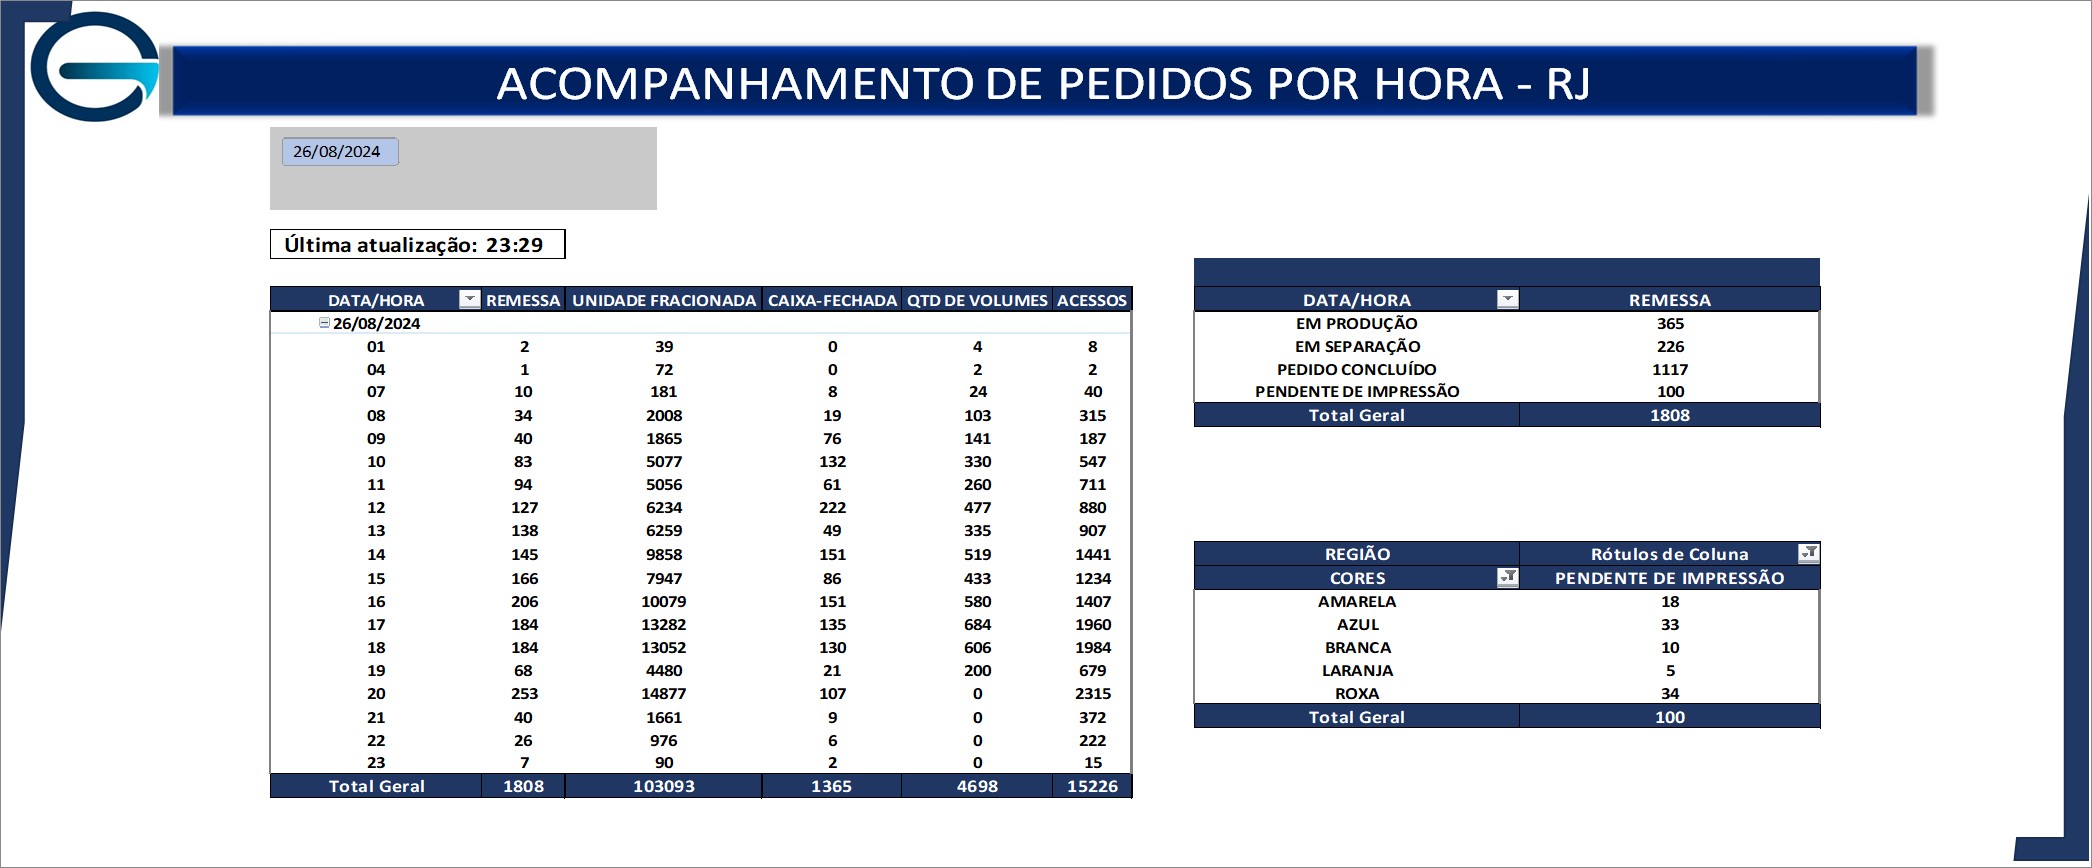 ACOMPANHAMENTO DE PEDIDOS POR HORA - RJ
26/08/2024
Última atualização: 23:29
DATA/HORA REMESSA UNIDADE FRACIONADA CAIXA-FECHADA QTD DE VOLUMES ACESSOS
26/08/2024
01 2 39 0 4 8
04 1 72 0 2 2
07 10 181 8 24 40
08 34 2008 19 103 315
09 40 1865 76 141 187
10 83 5077 132 330 547
11 94 5056 61 260 711
12 127 6234 222 477 880
13 138 6259 49 335 907
14 145 9858 151 519 1441
15 166 7947 86 433 1234
16 206 10079 151 580 1407
17 184 13282 135 684 1960
18 184 13052 130 606 1984
19 68 4480 21 200 679
20 253 14877 107 0 2315
21 40 1661 9 0 372
22 26 976 6 0 222
23 7 90 2 0 15
Total Geral 1808 103093 1365 4698 15226
DATA/HORA REMESSA
EM PRODUÇÃO 365
EM SEPARAÇÃO 226
PEDIDO CONCLUÍDO 1117
PENDENTE DE IMPRESSÃO 100
Total Geral 1808
REGIÃO Rótulos de Coluna
CORES PENDENTE DE IMPRESSÃO
AMARELA 18
AZUL 33
BRANCA 10
LARANJA 5
ROXA 34
Total Geral 100